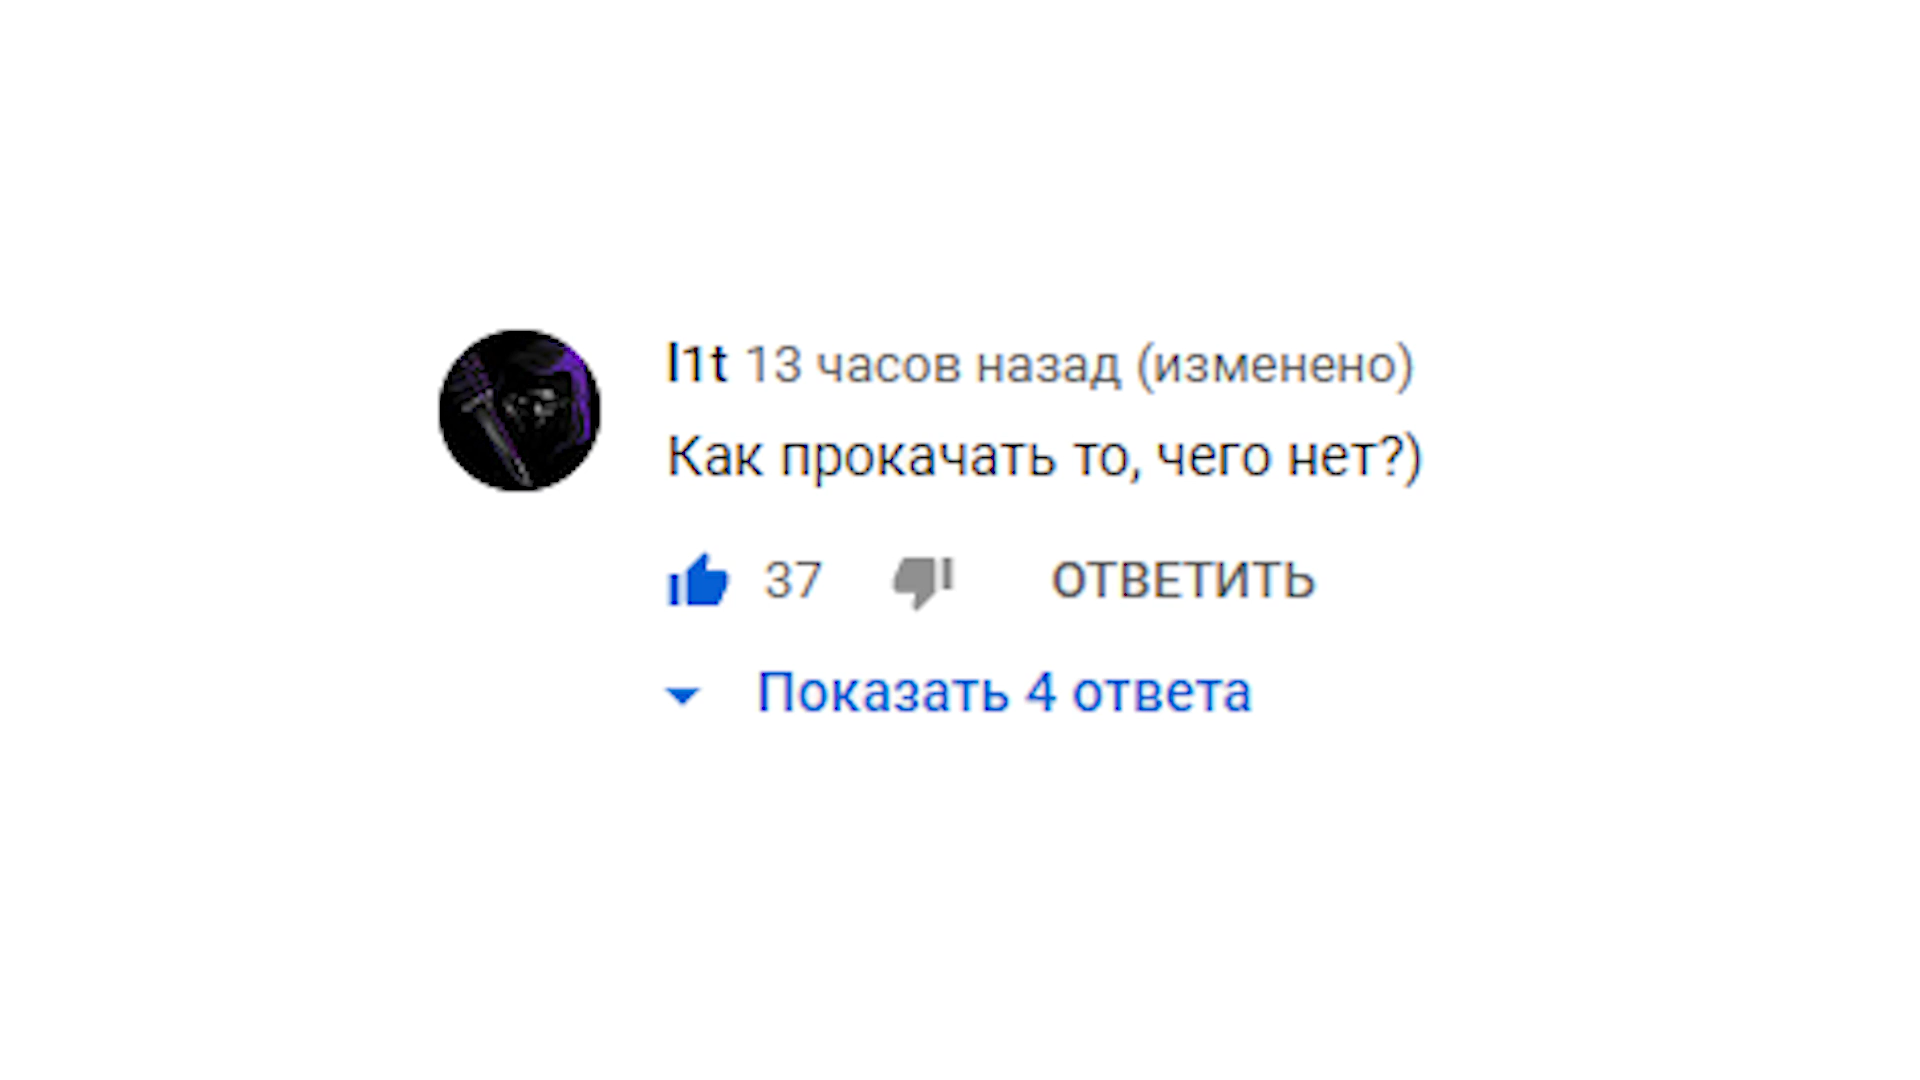 l1t 13 часов назад (изменено)
Как прокачать то, чего нет?)
37 ОТВЕТИТЬ
Показать 4 ответа